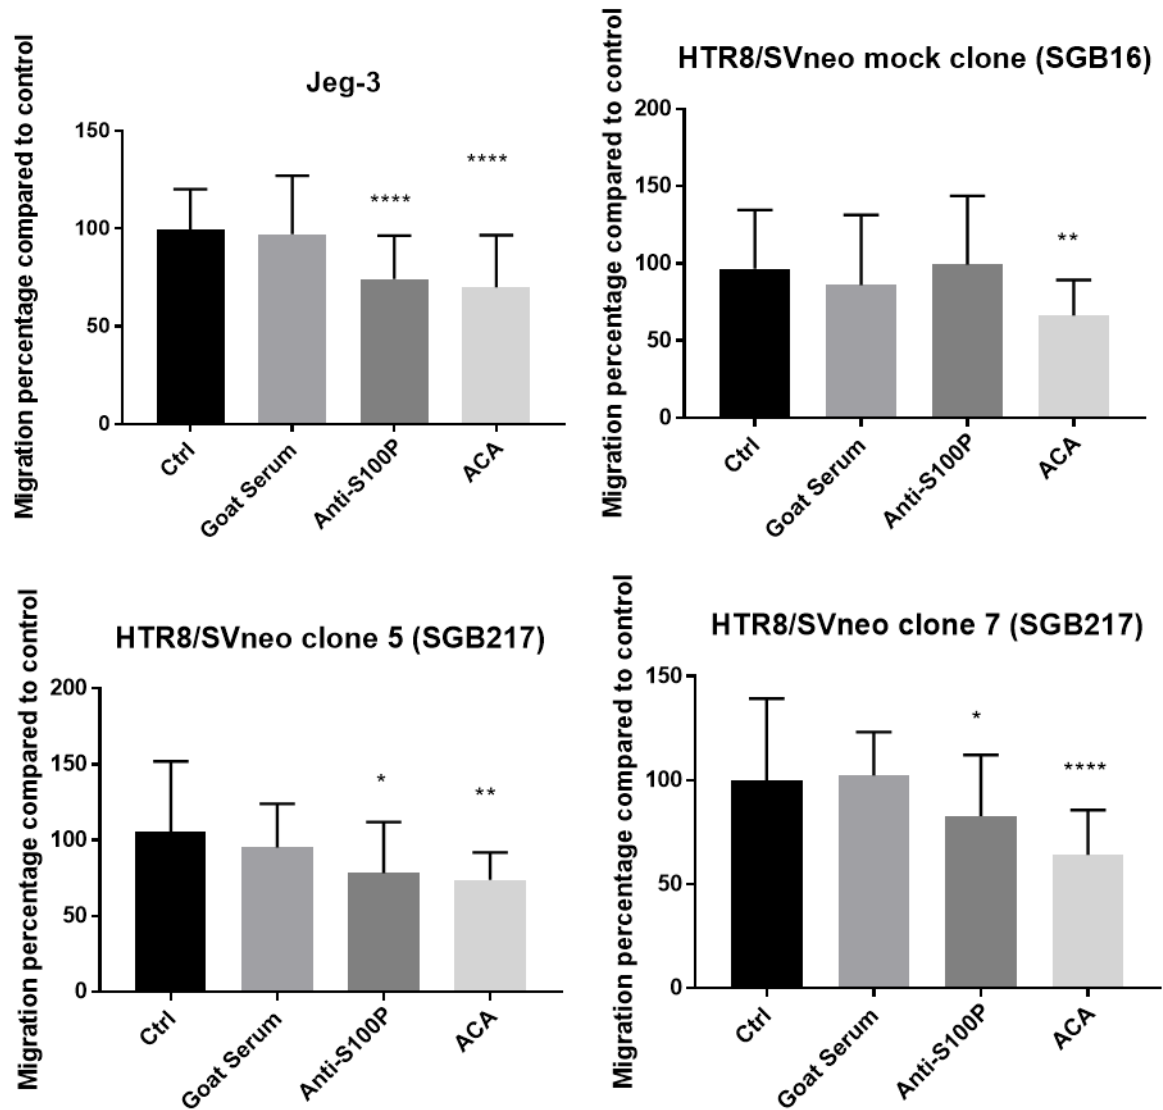 Jeg-3
Migration percentage compared to control
150
100
50
0
****
****
Ctrl
Goat Serum
Anti-S100P
ACA
HTR8/SVneo mock clone (SGB16)
Migration percentage compared to control
200
150
100
50
0
**
Ctrl
Goat Serum
Anti-S100P
ACA
HTR8/SVneo clone 5 (SGB217)
Migration percentage compared to control
200
150
100
50
0
*
**
Ctrl
Goat Serum
Anti-S100P
ACA
HTR8/SVneo clone 7 (SGB217)
Migration percentage compared to control
150
100
50
0
*
****
Ctrl
Goat Serum
Anti-S100P
ACA